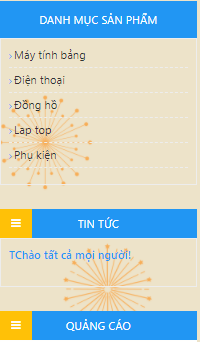 DANH MỤC SẢN PHẨM
› Máy tính bảng
› Điện thoại
› Đồng hồ
› Lap top
› Phụ kiện
TIN TỨC
TChào tất cả mọi người!
QUẢNG CÁO